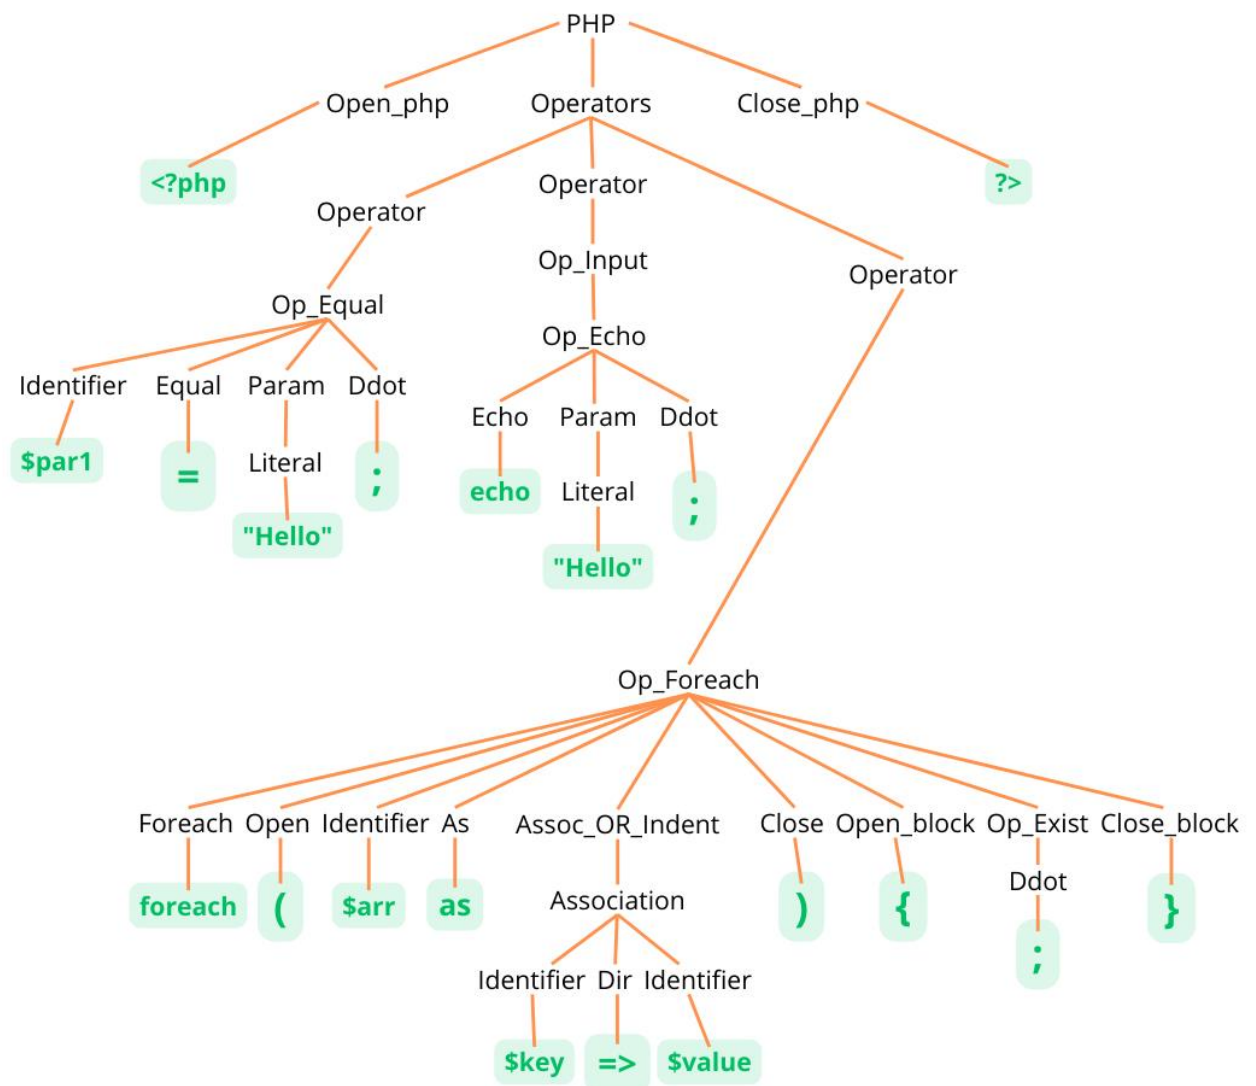 PHP
Open_php Operators Close_php
<?php Operator ?>
Operator
Op_Input
Operator
Op_Equal
Op_Echo
Identifier Equal Param Ddot
Echo Param Ddot
$par1 = Literal ;
echo Literal ;
"Hello"
"Hello"
Op_Foreach
Foreach Open Identifier As Assoc_OR_Indent Close Open_block Op_Exist Close_block
Ddot
foreach ( $arr as Association ) { }
;
Identifier Dir Identifier
$key => $value